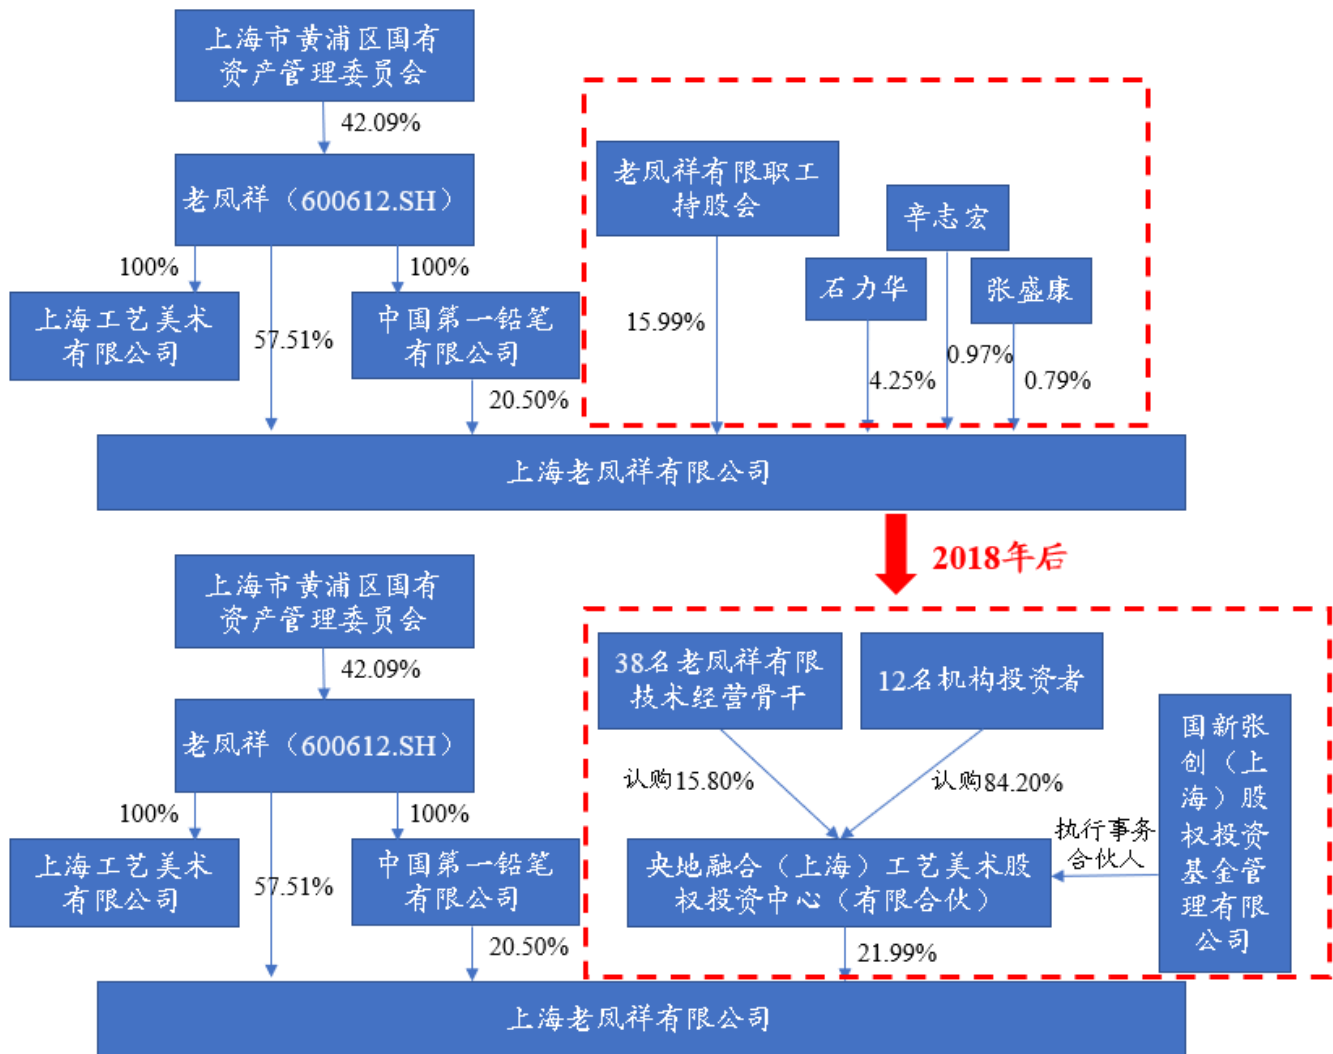 上海市黄浦区国有
资产管理委员会
42.09%
老凤祥（600612.SH）
100%
100%
上海工艺美术
有限公司
57.51%
中国第一铅笔
有限公司
20.50%
老凤祥有限职工
持股会
15.99%
石力华
4.25%
辛志宏
0.97%
张盛康
0.79%
上海老凤祥有限公司
2018年后
上海市黄浦区国有
资产管理委员会
42.09%
老凤祥（600612.SH）
100%
100%
上海工艺美术
有限公司
57.51%
中国第一铅笔
有限公司
20.50%
38名老凤祥有限
技术经营骨干
12名机构投资者
认购15.80%
认购84.20%
国新张
创（上
海）股
权投资
基金管
理有限
公司
执行事务
合伙人
央地融合（上海）工艺美术股
权投资中心（有限合伙）
21.99%
上海老凤祥有限公司